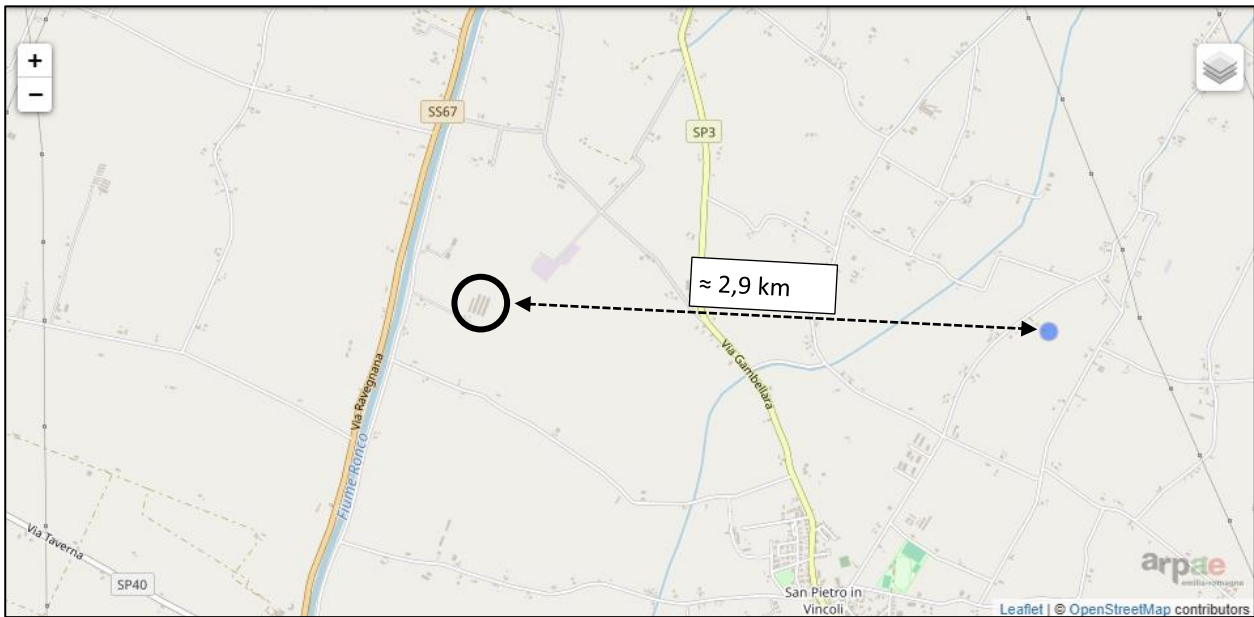 +
−
SS67
SP3
≈ 2,9 km
Via Gambellara
Via Ravegnana
Fiume Ronco
Via Taverna
SP40
San Pietro in
Vincoli
arpae
emilia-romagna
Leaflet | © OpenStreetMap contributors